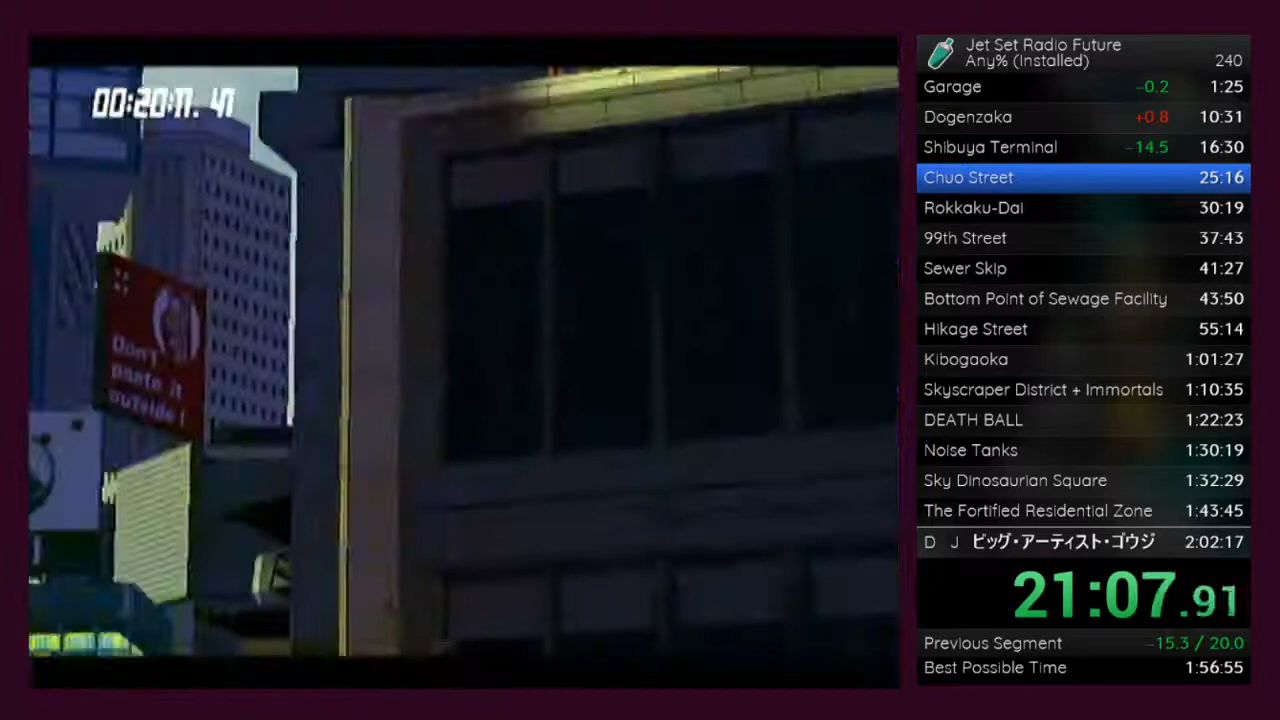 00:20:11. 41
Don't
paste it
outside!
Jet Set Radio Future
Any% (Installed)
240
Garage -0.2 1:25
Dogenzaka +0.8 10:31
Shibuya Terminal -14.5 16:30
Chuo Street 25:16
Rokkaku-Dai 30:19
99th Street 37:43
Sewer Skip 41:27
Bottom Point of Sewage Facility 43:50
Hikage Street 55:14
Kibogaoka 1:01:27
Skyscraper District + Immortals 1:10:35
DEATH BALL 1:22:23
Noise Tanks 1:30:19
Sky Dinosaurian Square 1:32:29
The Fortified Residential Zone 1:43:45
D J ビッグ・アーティスト・ゴウジ 2:02:17
21:07.91
Previous Segment -15.3 / 20.0
Best Possible Time 1:56:55